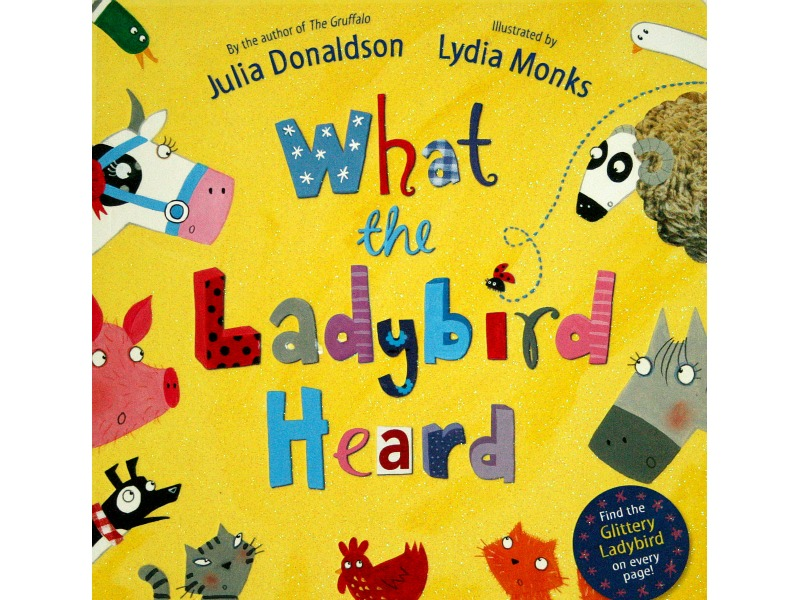 By the author of The Gruffalo
Julia Donaldson
Illustrated by
Lydia Monks
What
the
Ladybird
Heard
Find the
Glittery
Ladybird
on every
page!